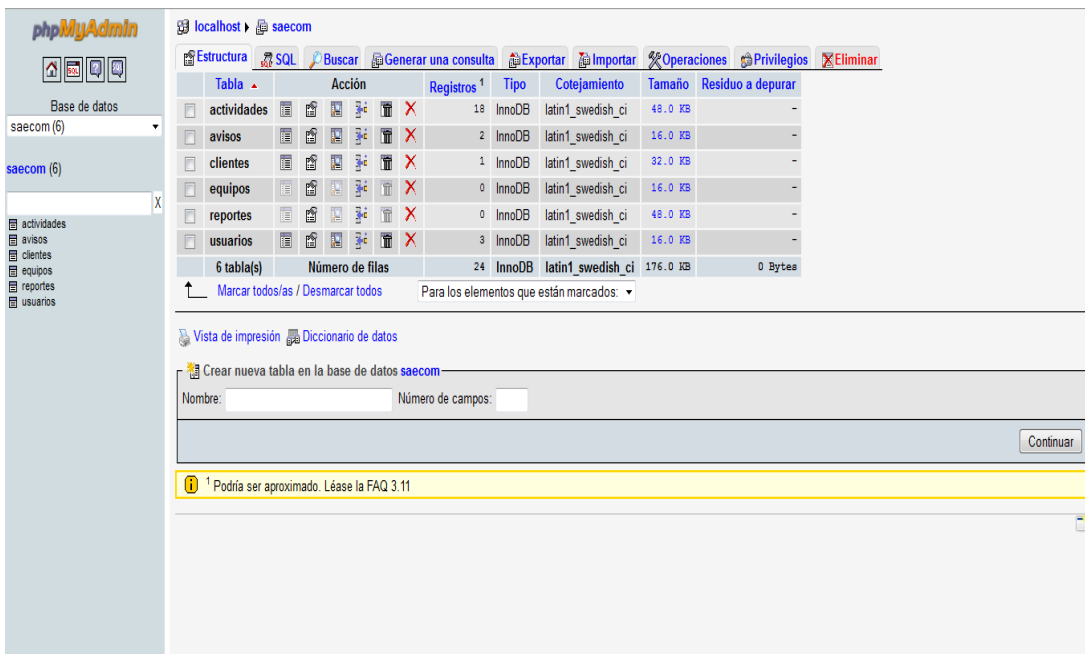 phpMyAdmin
Base de datos
saecom (6)
saecom (6)
X
actividades
avisos
clientes
equipos
reportes
usuarios
localhost saecom
Estructura SQL Buscar Generar una consulta Exportar Importar Operaciones Privilegios Eliminar
Tabla Acción Registros 1 Tipo Cotejamiento Tamaño Residuo a depurar
actividades 18 InnoDB latin1_swedish_ci 48.0 KB -
avisos 2 InnoDB latin1_swedish_ci 16.0 KB -
clientes 1 InnoDB latin1_swedish_ci 32.0 KB -
equipos 0 InnoDB latin1_swedish_ci 16.0 KB -
reportes 0 InnoDB latin1_swedish_ci 48.0 KB -
usuarios 3 InnoDB latin1_swedish_ci 16.0 KB -
6 tabla(s) Número de filas 24 InnoDB latin1_swedish_ci 176.0 KB 0 Bytes
Marcar todos/as / Desmarcar todos Para los elementos que están marcados:
Vista de impresión Diccionario de datos
Crear nueva tabla en la base de datos saecom
Nombre: Número de campos:
Continuar
1 Podría ser aproximado. Léase la FAQ 3.11